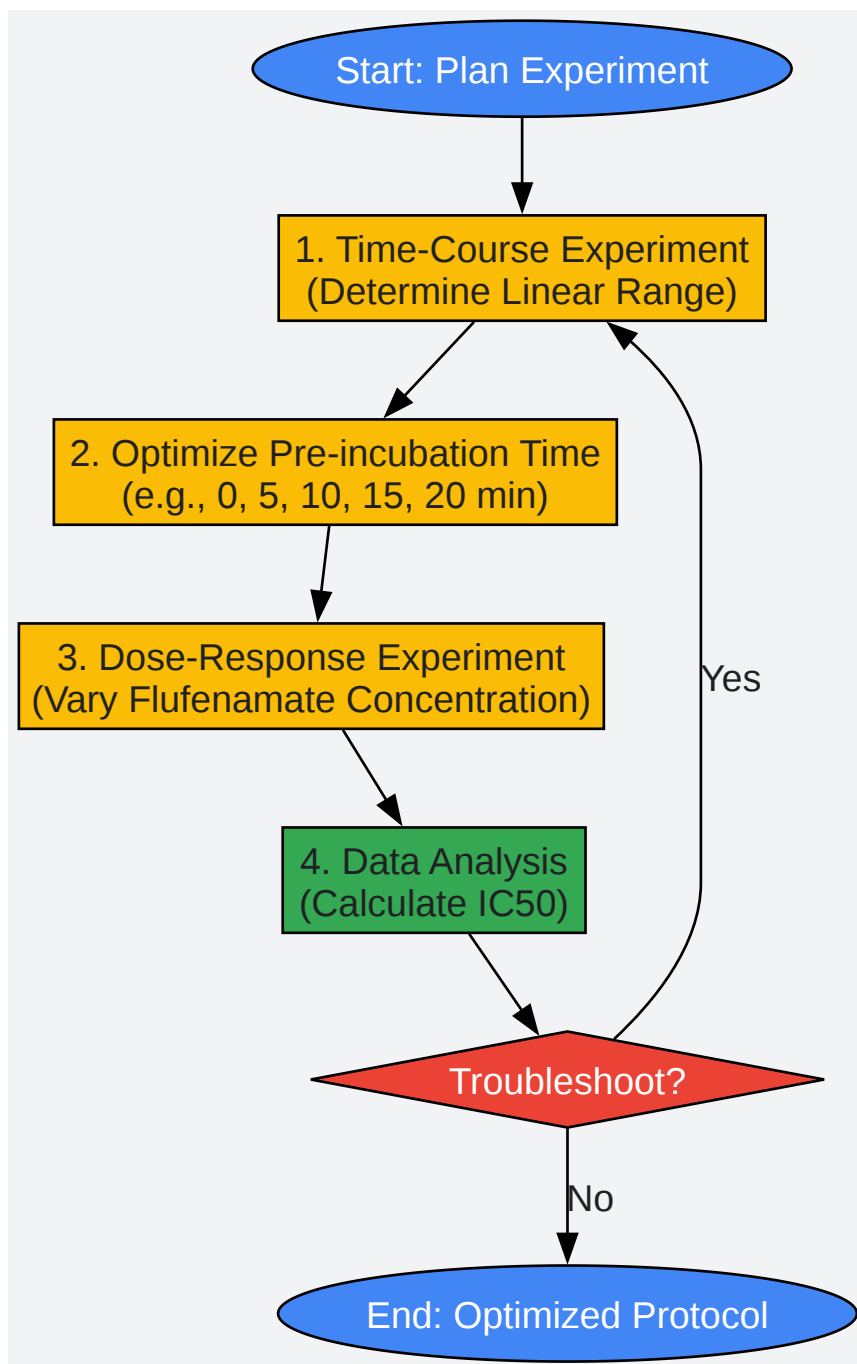 Start: Plan Experiment
1. Time-Course Experiment
(Determine Linear Range)
2. Optimize Pre-incubation Time
(e.g., 0, 5, 10, 15, 20 min)
3. Dose-Response Experiment
(Vary Flufenamate Concentration)
Yes
4. Data Analysis
(Calculate IC50)
Troubleshoot?
No
End: Optimized Protocol